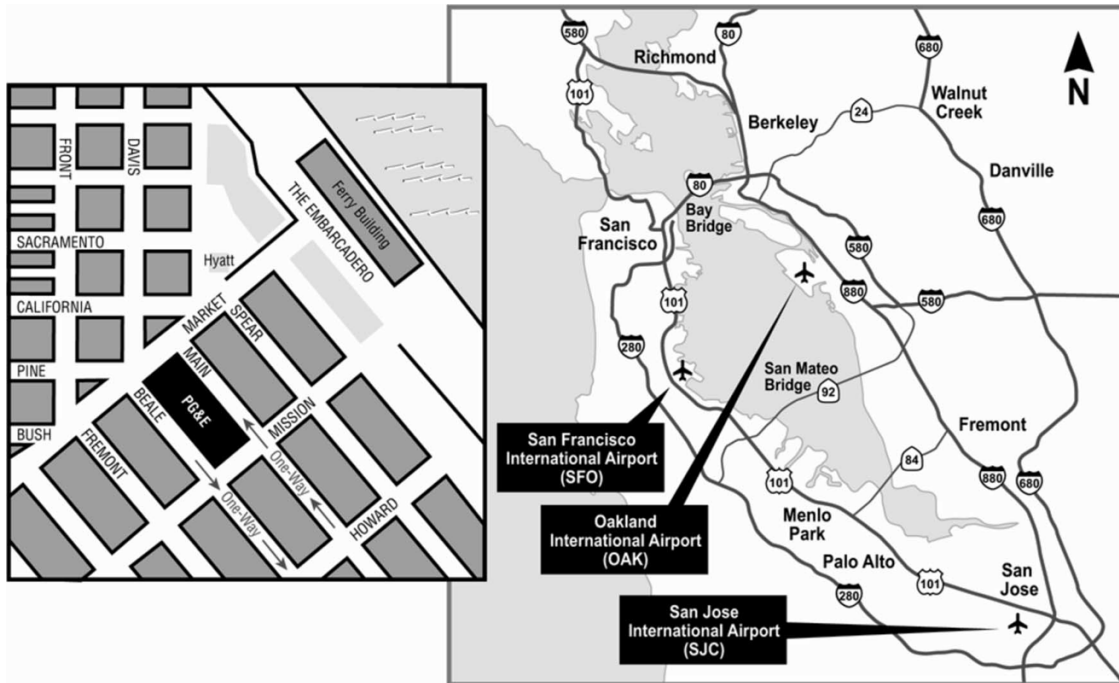 FRONT
DAVIS
SACRAMENTO
CALIFORNIA
PINE
BUSH
Hyatt
Ferry Building
THE EMBARCADERO
MARKET
SPEAR
MAIN
BEALE
PG&E
MISSION
FREMONT
One-Way
One-Way
HOWARD
580
80
680
Richmond
101
N
24
Walnut
Creek
Berkeley
Danville
80
Bay
Bridge
San
Francisco
680
580
880
580
101
280
San Mateo
Bridge
92
San Francisco
International Airport
(SFO)
Fremont
84
101
880
680
Oakland
International Airport
(OAK)
Menlo
Park
Palo Alto
101
San
Jose
280
San Jose
International Airport
(SJC)